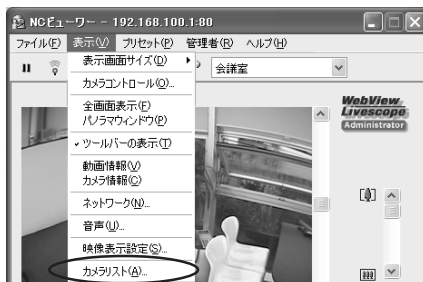 NCビューワー - 192.168.100.1:80
ファイル(F) 表示(V) プリセット(P) 管理者(R) ヘルプ(H)
会議室
表示画面サイズ(D)
カメラコントロール(O)...
全画面表示(F)
パノラマウィンドウ(P)
ツールバーの表示(T)
動画情報(V)
カメラ情報(C)
ネットワーク(N)...
音声(U)...
映像表示設定(S)...
カメラリスト(A)...
WebView
Livescope
Administrator